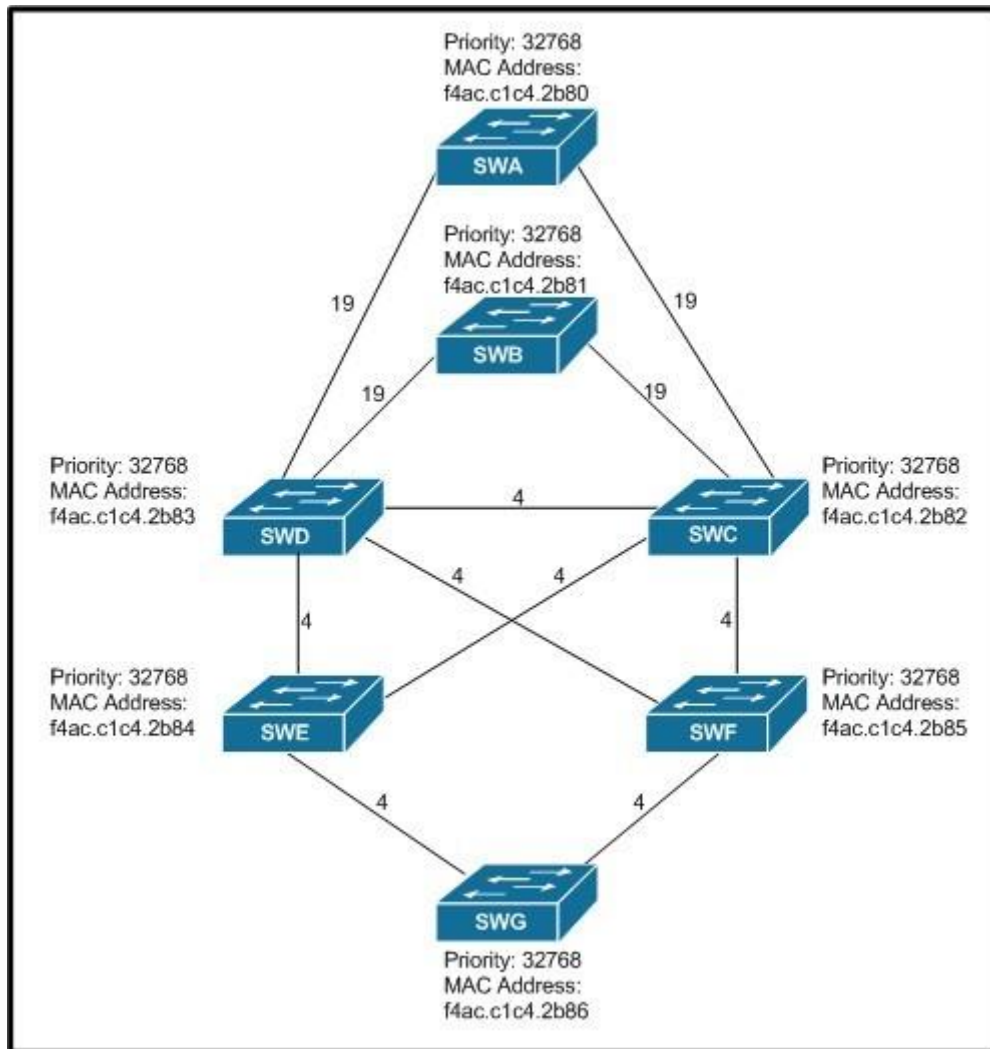 Priority: 32768
MAC Address:
f4ac.c1c4.2b80
SWA
Priority: 32768
MAC Address:
f4ac.c1c4.2b81
19
19
SWB
19
19
Priority: 32768
MAC Address:
f4ac.c1c4.2b83
SWD
4
Priority: 32768
MAC Address:
f4ac.c1c4.2b82
SWC
4
4
4
4
Priority: 32768
MAC Address:
f4ac.c1c4.2b84
SWE
Priority: 32768
MAC Address:
f4ac.c1c4.2b85
SWF
4
4
SWG
Priority: 32768
MAC Address:
f4ac.c1c4.2b86